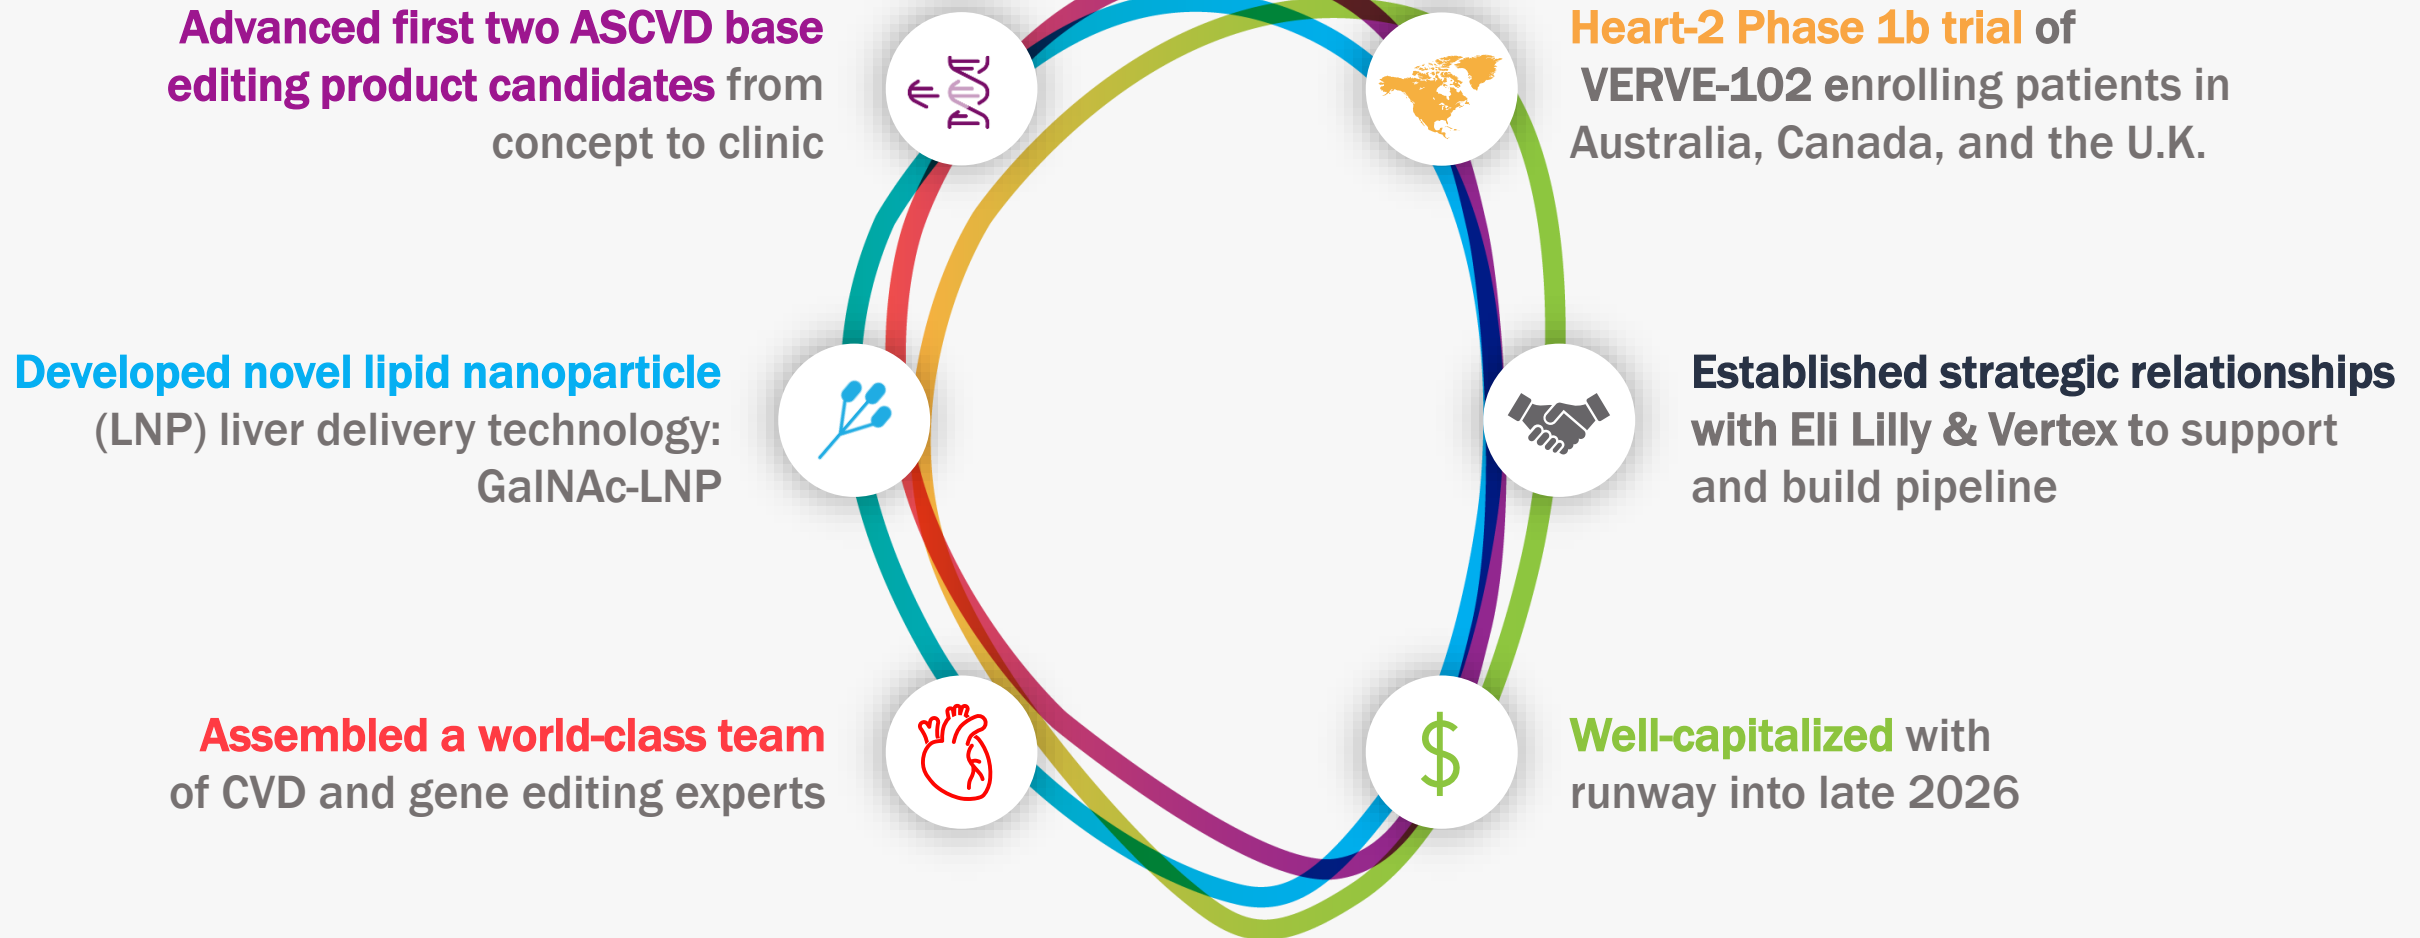 Advanced first two ASCVD base
editing product candidates from
concept to clinic
Developed novel lipid nanoparticle
(LNP) liver delivery technology:
GalNAc-LNP
Assembled a world-class team
of CVD and gene editing experts
Heart-2 Phase 1b trial of
VERVE-102 enrolling patients in
Australia, Canada, and the U.K.
Established strategic relationships
with Eli Lilly & Vertex to support
and build pipeline
$
Well-capitalized with
runway into late 2026